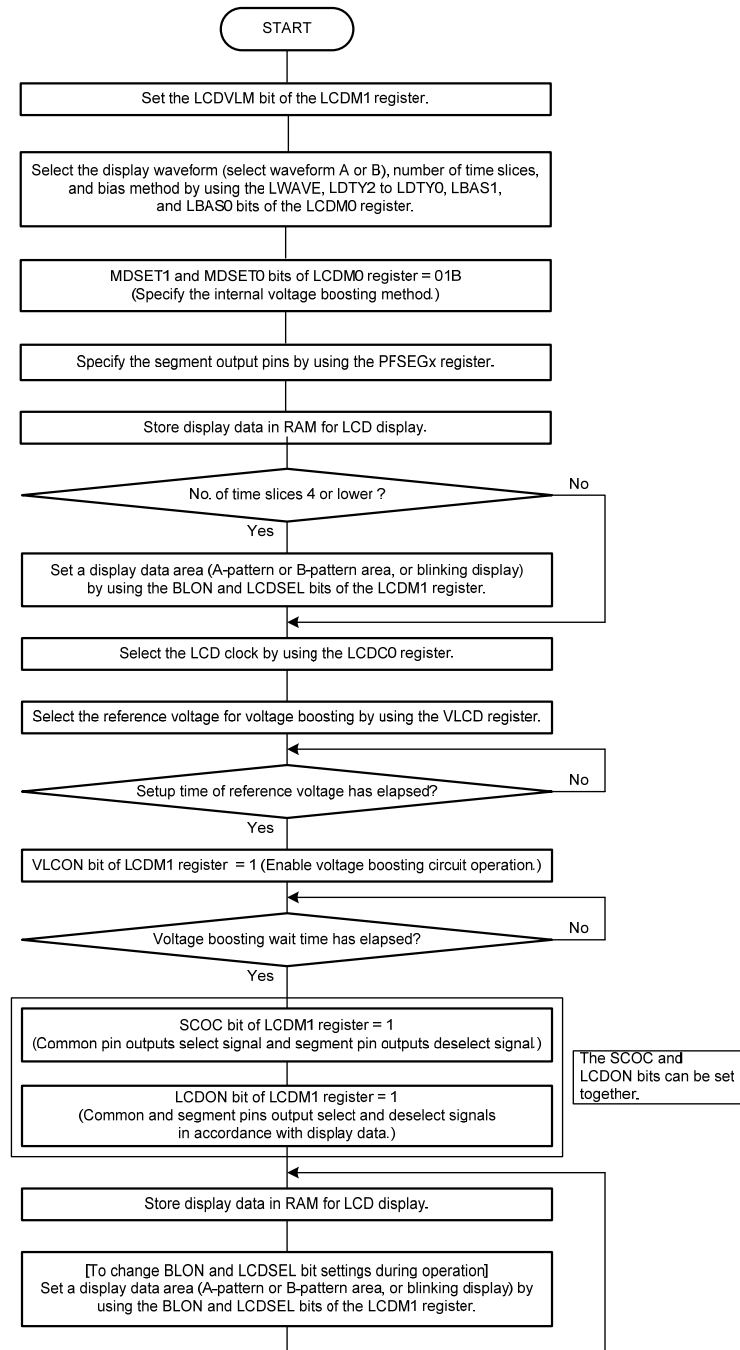 START
Set the LCDVLM bit of the LCDM1 register.
Select the display waveform (select waveform A or B), number of time slices,
and bias method by using the LWAVE, LDTY2 to LDTY0, LBAS1,
and LBAS0 bits of the LCDM0 register.
MDSET1 and MDSET0 bits of LCDM0 register = 01B
(Specify the internal voltage boosting method.)
Specify the segment output pins by using the PFSEGx register.
Store display data in RAM for LCD display.
No. of time slices 4 or lower ?
No
Yes
Set a display data area (A-pattern or B-pattern area, or blinking display)
by using the BLON and LCDSEL bits of the LCDM1 register.
Select the LCD clock by using the LCDC0 register.
Select the reference voltage for voltage boosting by using the VLCD register.
Setup time of reference voltage has elapsed?
No
Yes
VLCON bit of LCDM1 register = 1 (Enable voltage boosting circuit operation.)
Voltage boosting wait time has elapsed?
No
Yes
SCOC bit of LCDM1 register = 1
(Common pin outputs select signal and segment pin outputs deselect signal.)
LCDON bit of LCDM1 register = 1
(Common and segment pins output select and deselect signals
in accordance with display data.)
The SCOC and
LCDON bits can be set
together.
Store display data in RAM for LCD display.
[To change BLON and LCDSEL bit settings during operation]
Set a display data area (A-pattern or B-pattern area, or blinking display) by
using the BLON and LCDSEL bits of the LCDM1 register.